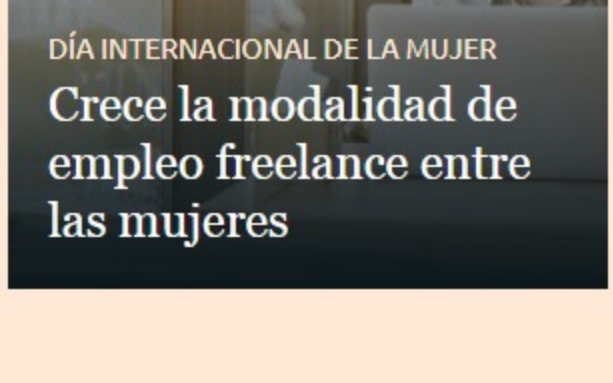 DÍA INTERNACIONAL DE LA MUJER
Crece la modalidad de
empleo freelance entre
las mujeres